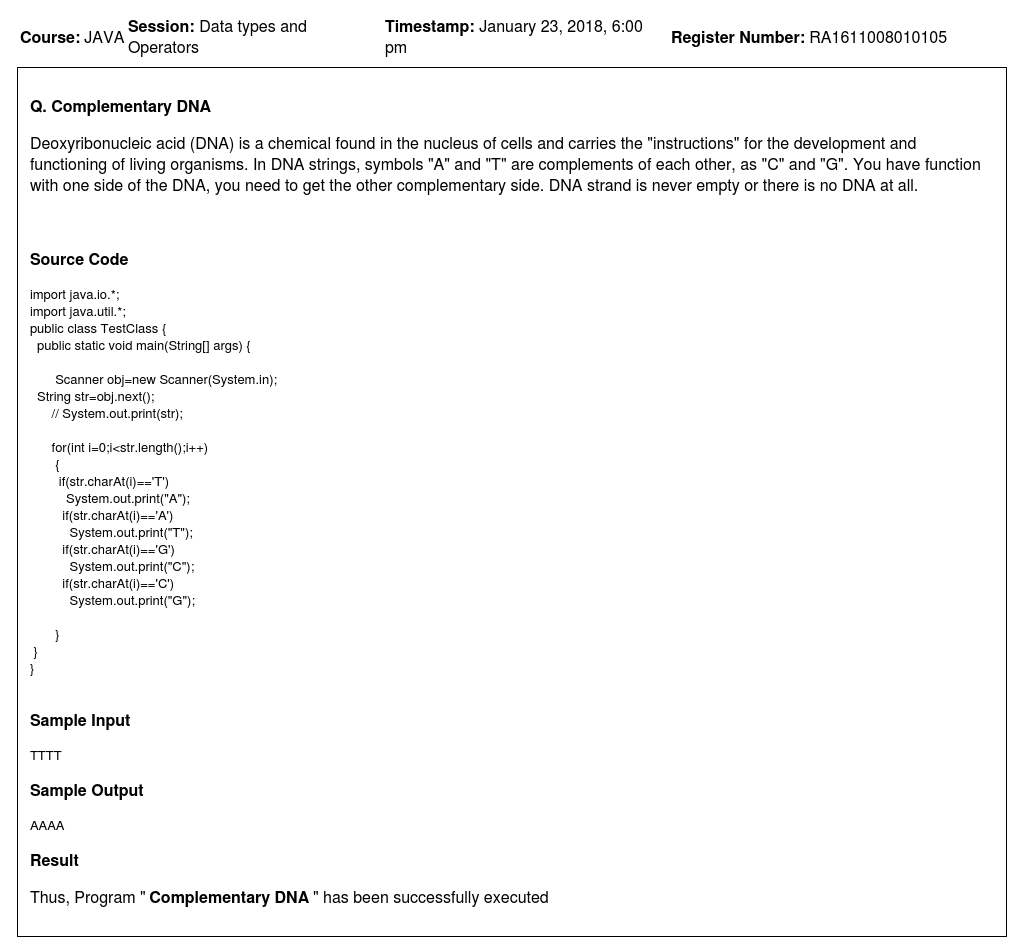 Course: JAVA Session: Data types and Operators Timestamp: January 23, 2018, 6:00 pm Register Number: RA1611008010105
Q. Complementary DNA
Deoxyribonucleic acid (DNA) is a chemical found in the nucleus of cells and carries the "instructions" for the development and
functioning of living organisms. In DNA strings, symbols "A" and "T" are complements of each other, as "C" and "G". You have function
with one side of the DNA, you need to get the other complementary side. DNA strand is never empty or there is no DNA at all.
Source Code
import java.io.*;
import java.util.*;
public class TestClass {
  public static void main(String[] args) {
       Scanner obj=new Scanner(System.in);
  String str=obj.next();
      // System.out.print(str);
      for(int i=0;i<str.length();i++)
       {
        if(str.charAt(i)=='T')
          System.out.print("A");
         if(str.charAt(i)=='A')
           System.out.print("T");
         if(str.charAt(i)=='G')
           System.out.print("C");
         if(str.charAt(i)=='C')
           System.out.print("G");
       }
 }
}
Sample Input
TTTT
Sample Output
AAAA
Result
Thus, Program " Complementary DNA " has been successfully executed